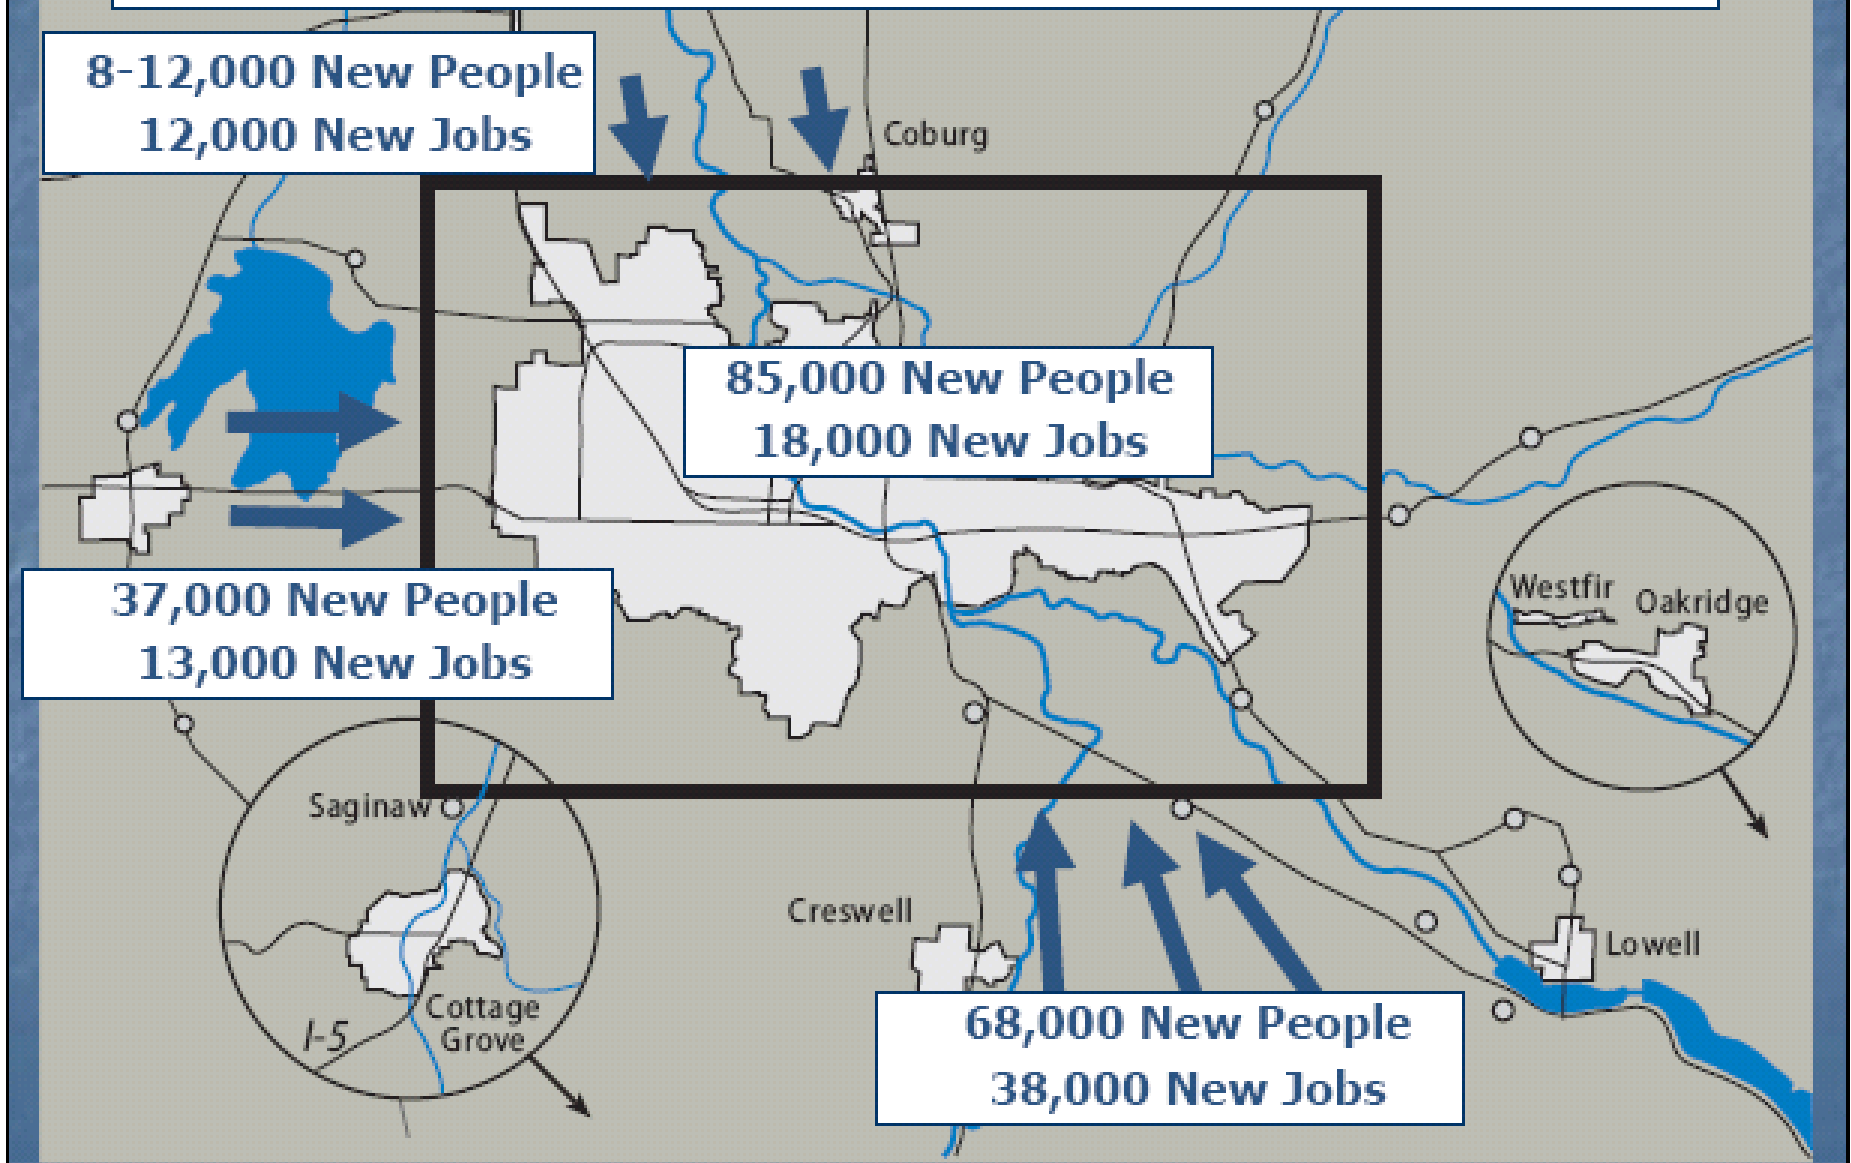 8-12,000 New People
12,000 New Jobs
Coburg
85,000 New People
18,000 New Jobs
37,000 New People
13,000 New Jobs
Westfir
Oakridge
Saginaw
Creswell
Lowell
Cottage
Grove
I-5
68,000 New People
38,000 New Jobs